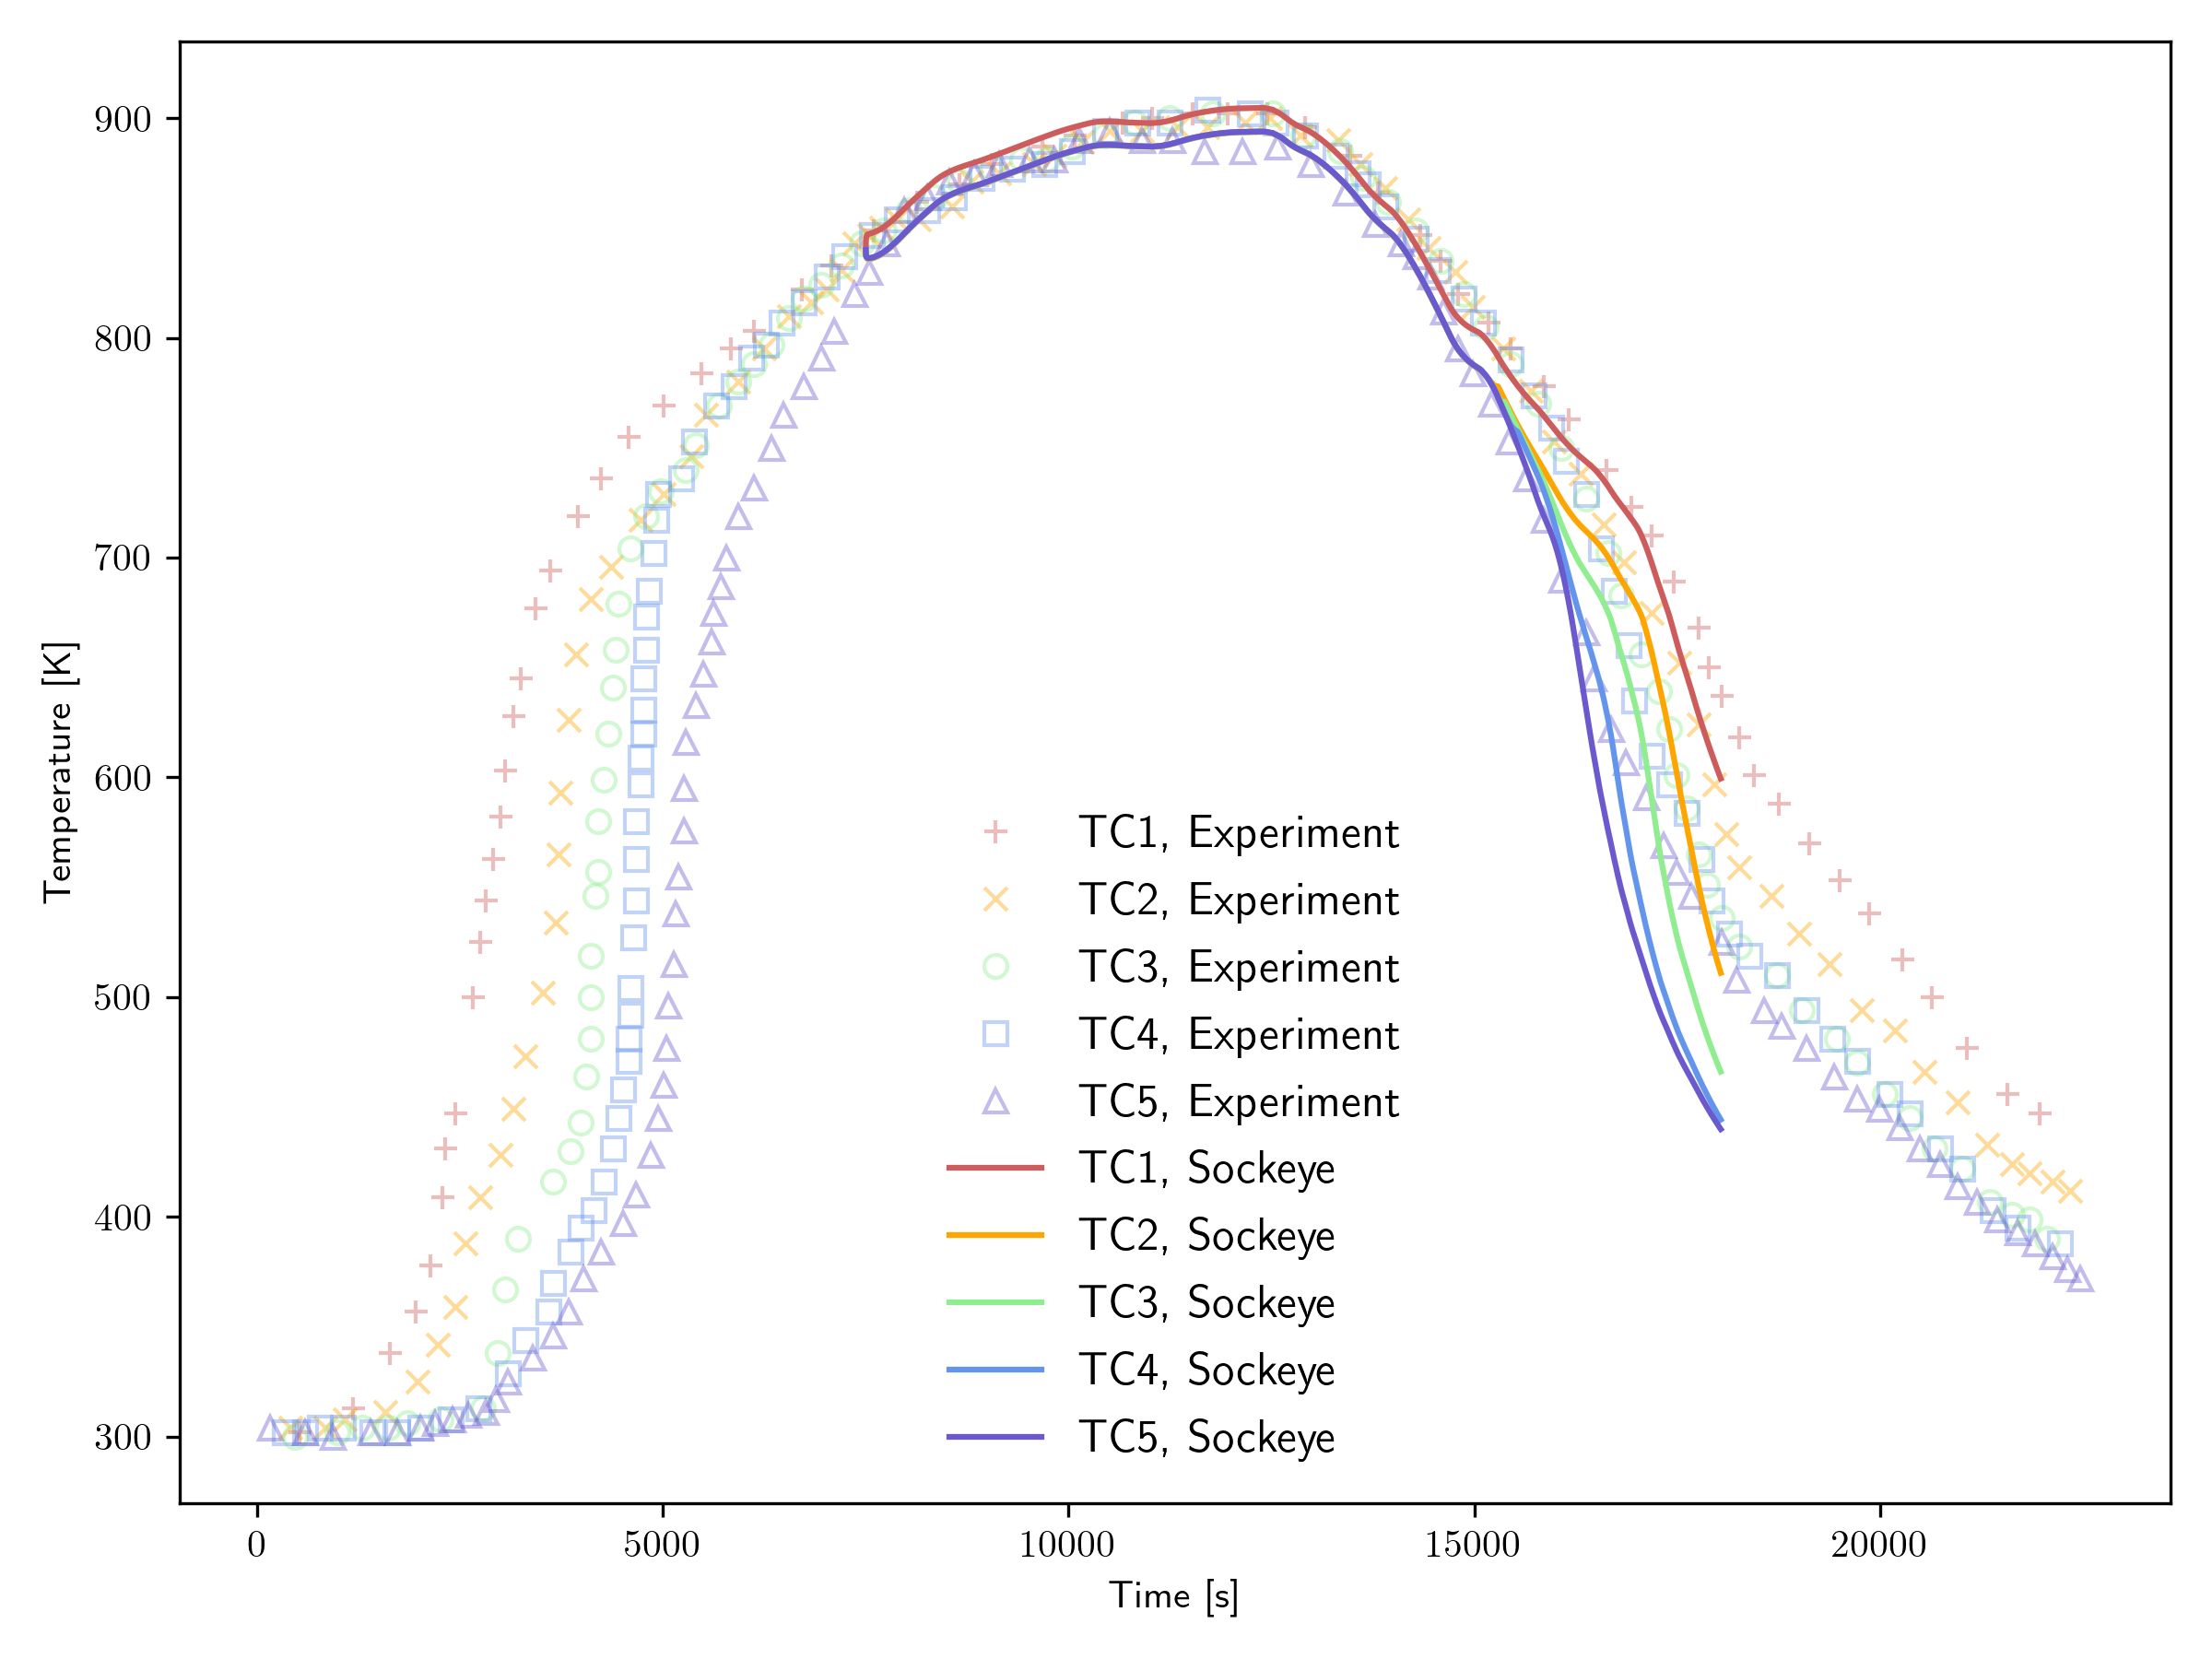 900
800
700
600
500
400
300
Temperature [K]
TC1, Experiment
TC2, Experiment
TC3, Experiment
TC4, Experiment
TC5, Experiment
TC1, Sockeye
TC2, Sockeye
TC3, Sockeye
TC4, Sockeye
TC5, Sockeye
0 5000 10000 15000 20000
Time [s]